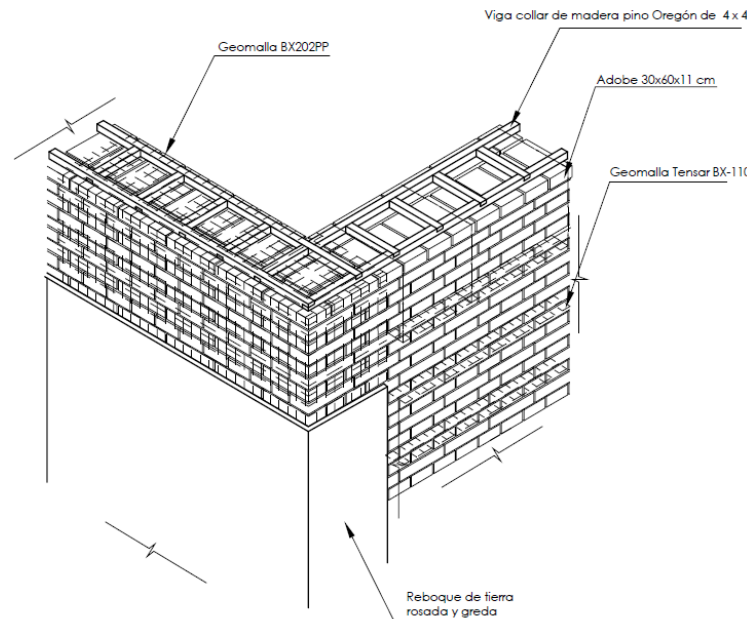 Viga collar de madera pino Oregón de 4 x 4
Geomalla BX202PP
Adobe 30x60x11 cm
Geomalla Tensar BX-110
Reboque de tierra
rosada y greda